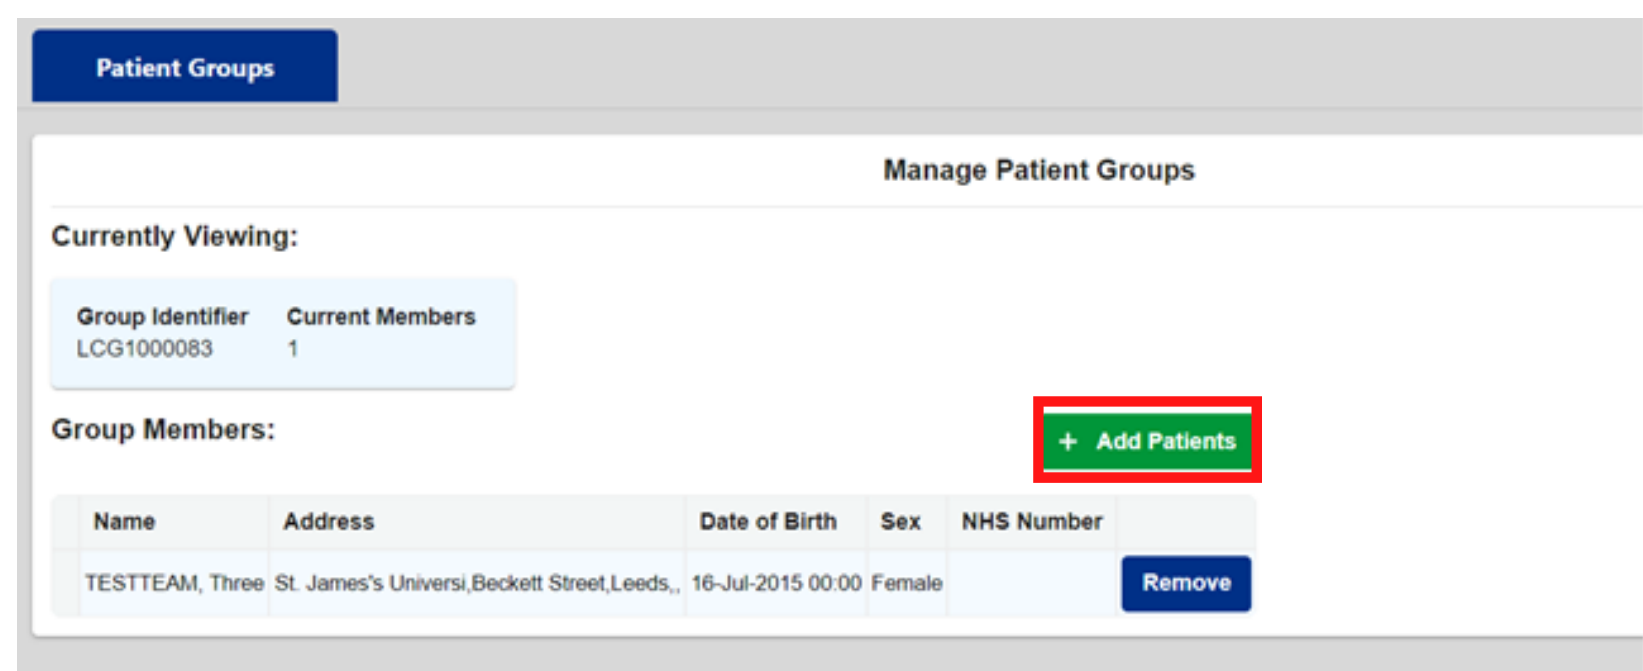 Patient Groups
Manage Patient Groups
Currently Viewing:
Group Identifier Current Members
LCG1000083 1
Group Members:
+ Add Patients
Name Address Date of Birth Sex NHS Number
TESTTEAM, Three St. James's Universi,Beckett Street,Leeds,, 16-Jul-2015 00:00 Female Remove